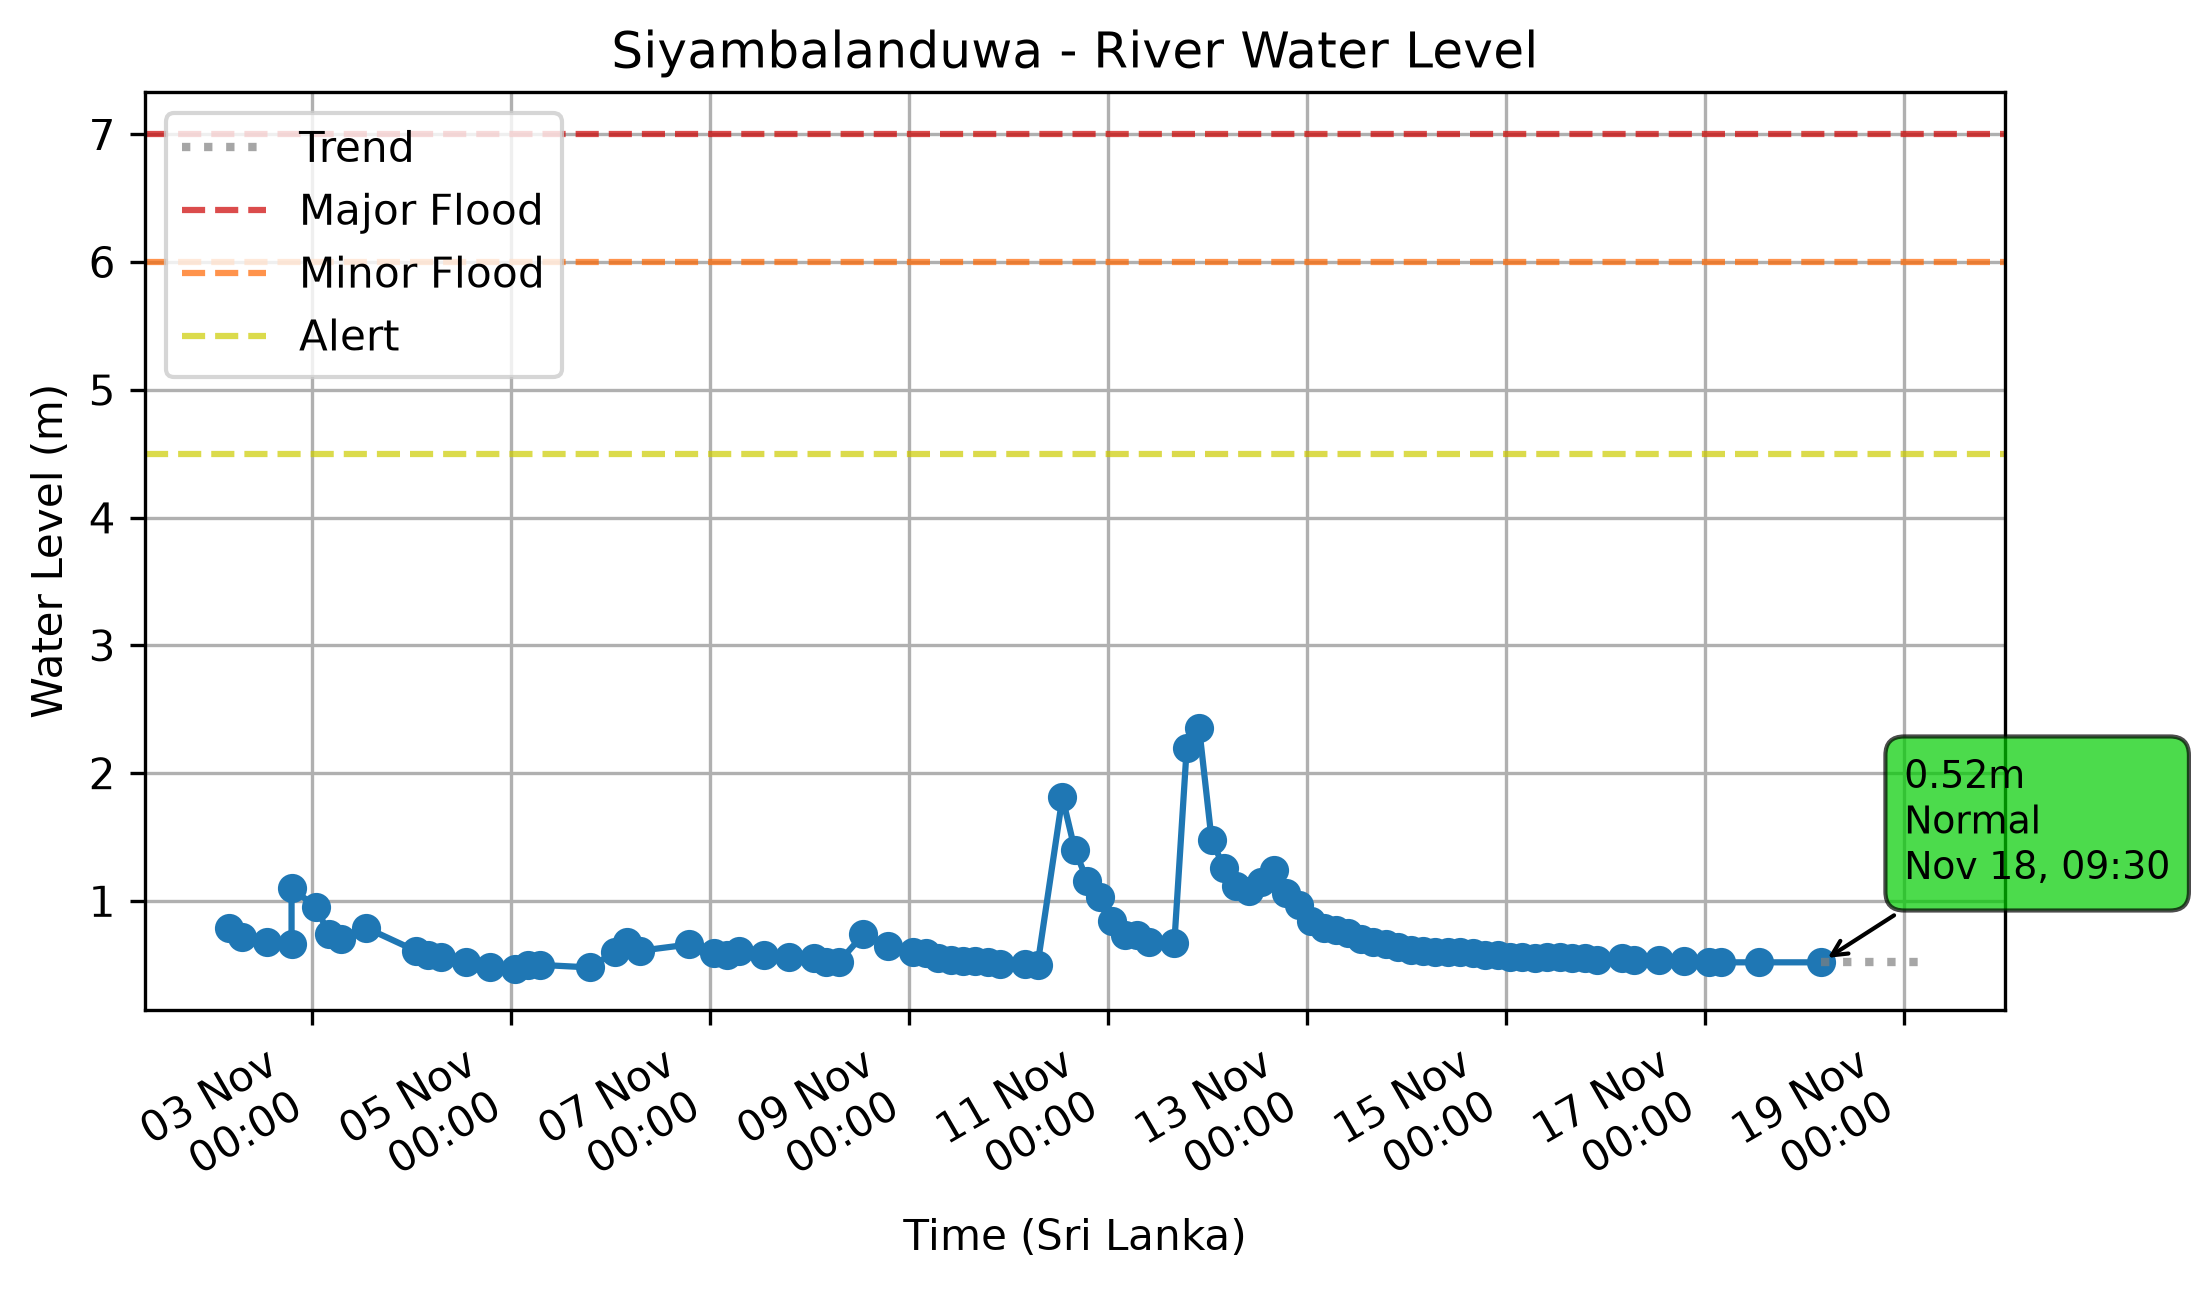 Siyambalanduwa - River Water Level
Trend
Major Flood
Minor Flood
Alert
Water Level (m)
7
6
5
4
3
2
1
0.52m
Normal
Nov 18, 09:30
03 Nov
00:00
05 Nov
00:00
07 Nov
00:00
09 Nov
00:00
11 Nov
00:00
13 Nov
00:00
15 Nov
00:00
17 Nov
00:00
19 Nov
00:00
Time (Sri Lanka)